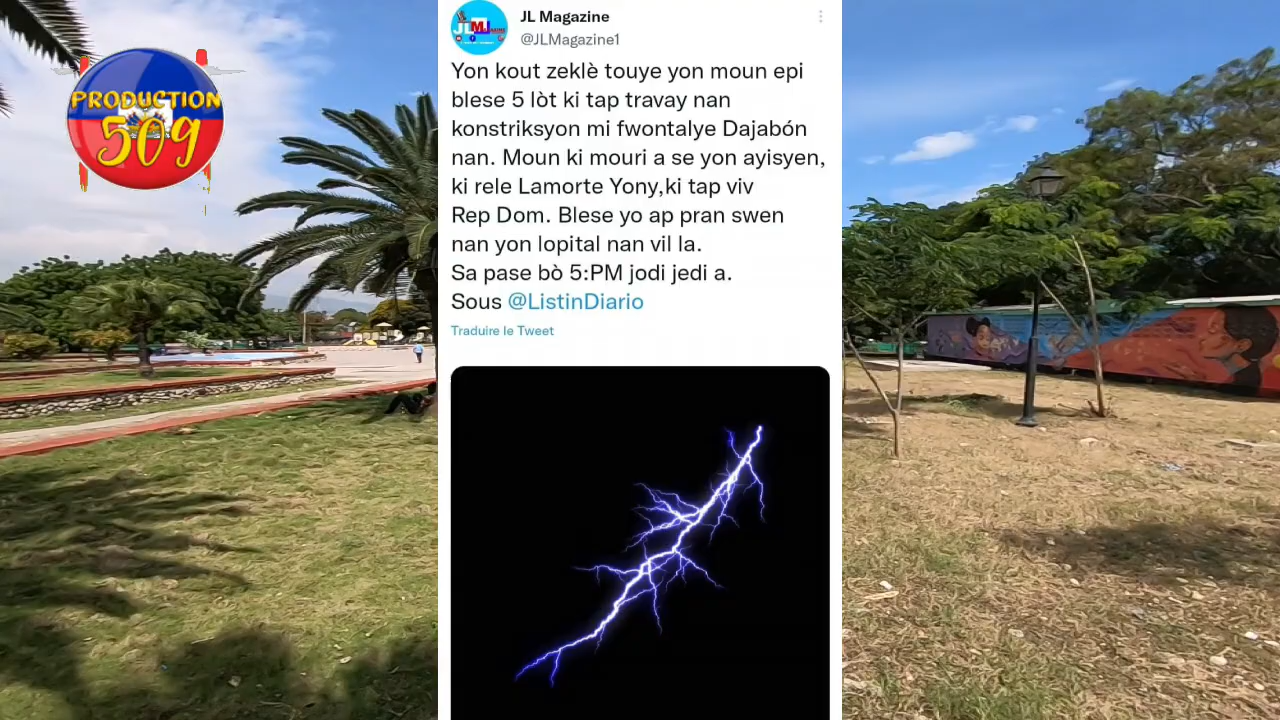 PRODUCTION
509
JL Magazine
@JLMagazine1
Yon kout zeklè touye yon moun epi
blese 5 lòt ki tap travay nan
konstriksyon mi fwontalye Dajabón
nan. Moun ki mouri a se yon ayisyen,
ki rele Lamorte Yony,ki tap viv
Rep Dom. Blese yo ap pran swen
nan yon lopital nan vil la.
Sa pase bò 5:PM jodi jedi a.
Sous @ListinDiario
Traduire le Tweet